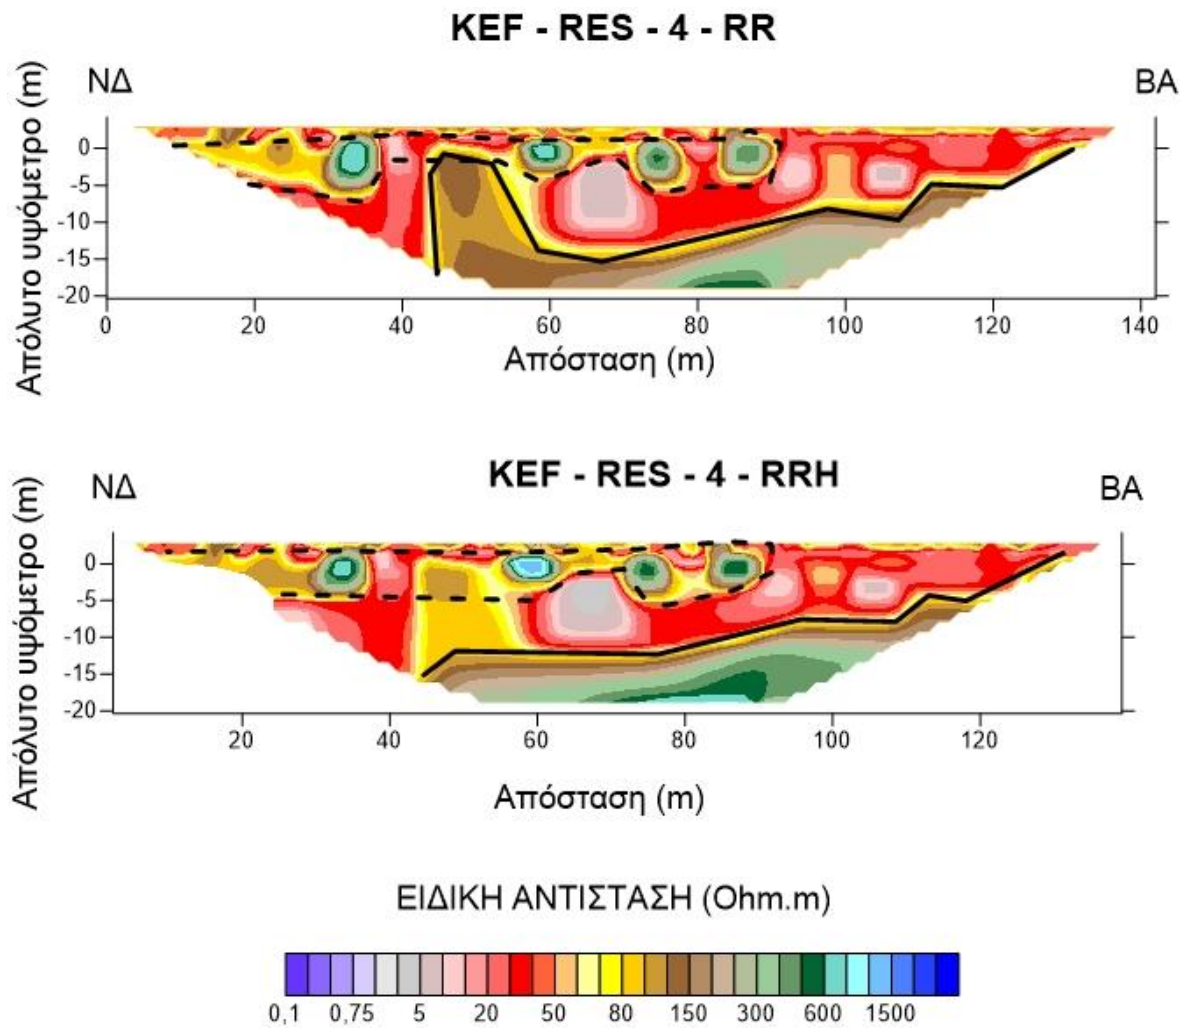 KEF - RES - 4 - RR
ΝΔ
ΒΑ
Απόλυτο υψόμετρο (m)
0
-5
-10
-15
-20
0 20 40 60 80 100 120 140
Απόσταση (m)
KEF - RES - 4 - RRH
ΝΔ
ΒΑ
Απόλυτο υψόμετρο (m)
0
-5
-10
-15
-20
20 40 60 80 100 120
Απόσταση (m)
ΕΙΔΙΚΗ ΑΝΤΙΣΤΑΣΗ (Ohm.m)
0,1 0,75 5 20 50 80 150 300 600 1500